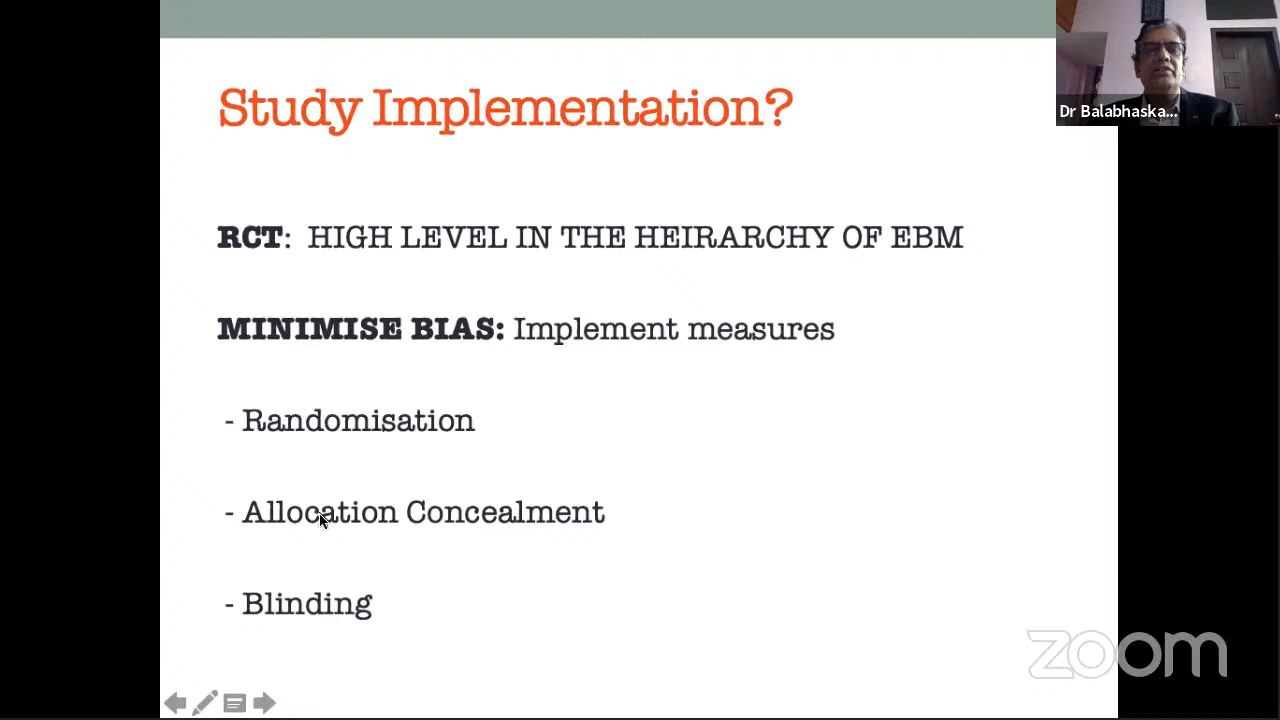 Study Implementation?
Dr Balabhaska...
RCT: HIGH LEVEL IN THE HEIRARCHY OF EBM
MINIMISE BIAS: Implement measures
- Randomisation
- Allocation Concealment
- Blinding
zoom